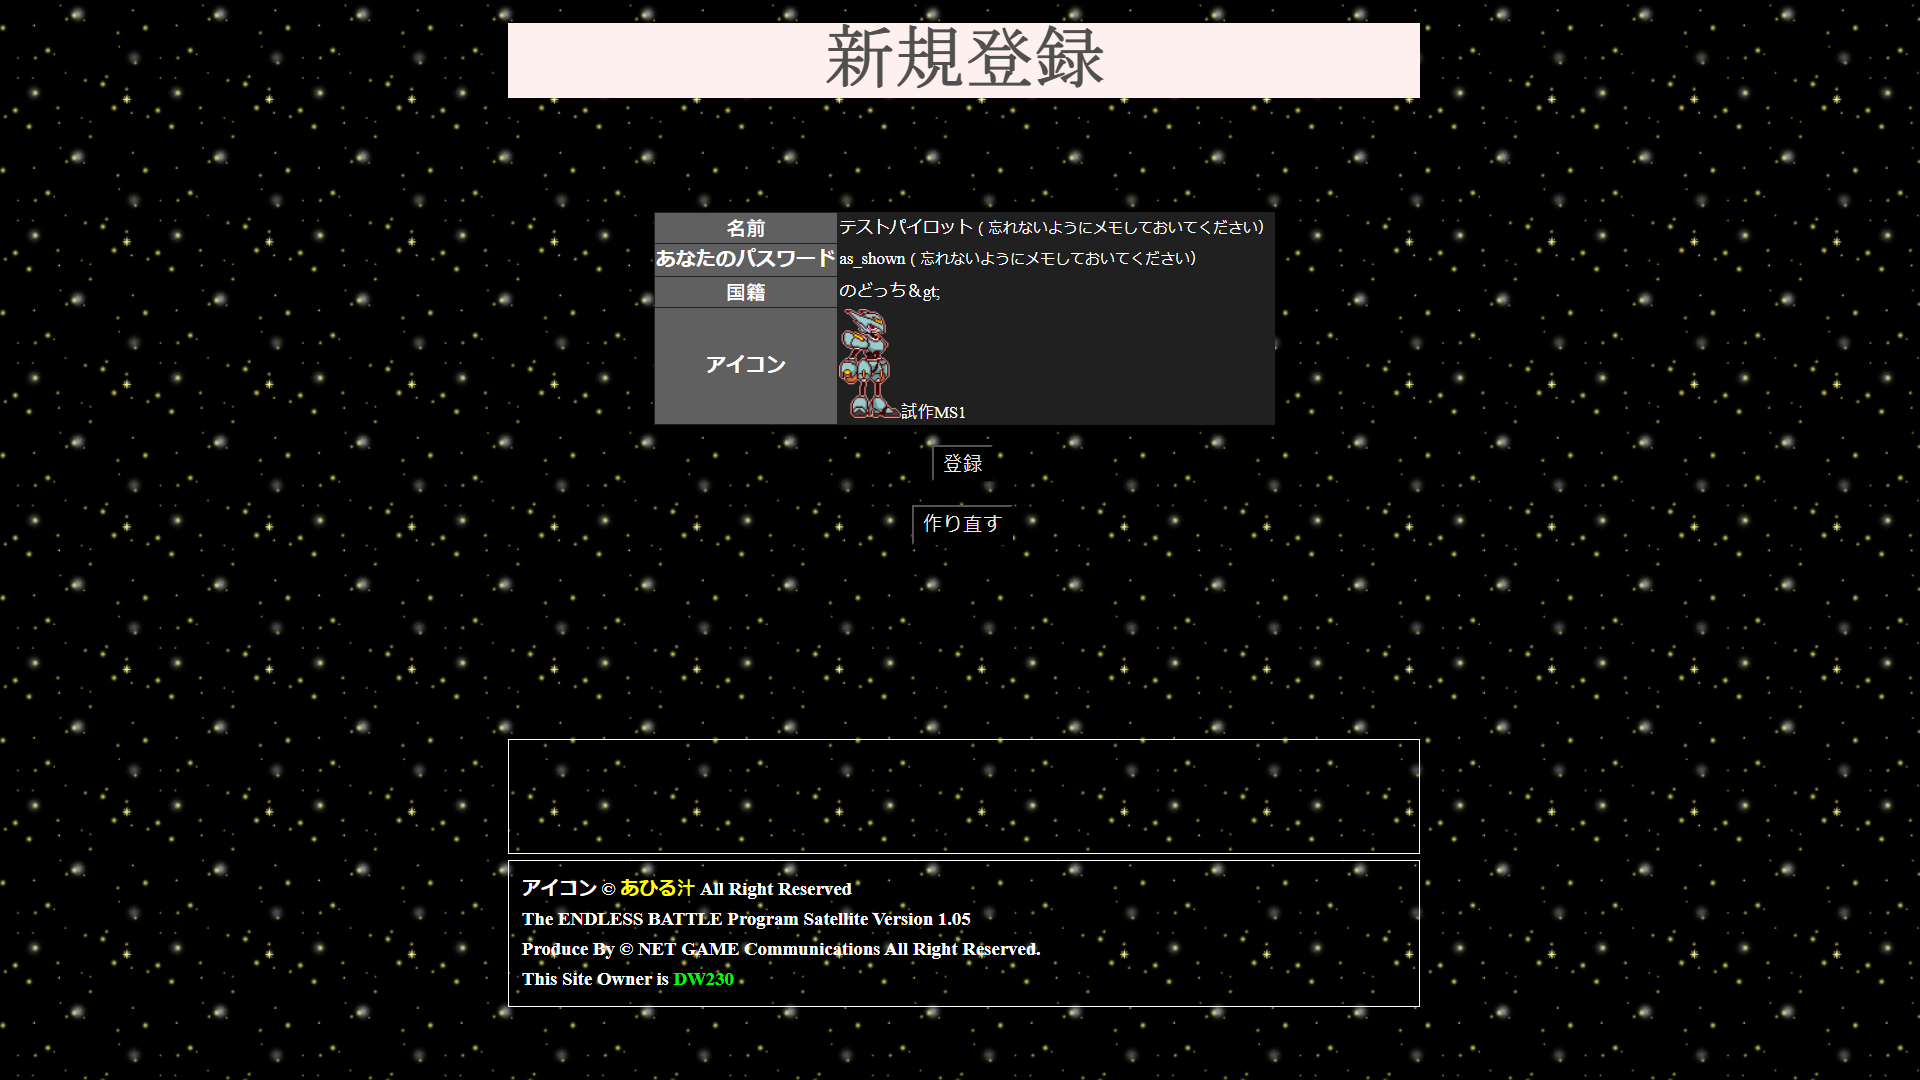 新規登録
名前 テストパイロット ( 忘れないようにメモしておいてください）
あなたのパスワード as_shown ( 忘れないようにメモしておいてください）
国籍 のどっち＆gt;
アイコン 試作MS1
登録
作り直す
アイコン © あひる汁 All Right Reserved
The ENDLESS BATTLE Program Satellite Version 1.05
Produce By © NET GAME Communications All Right Reserved.
This Site Owner is DW230